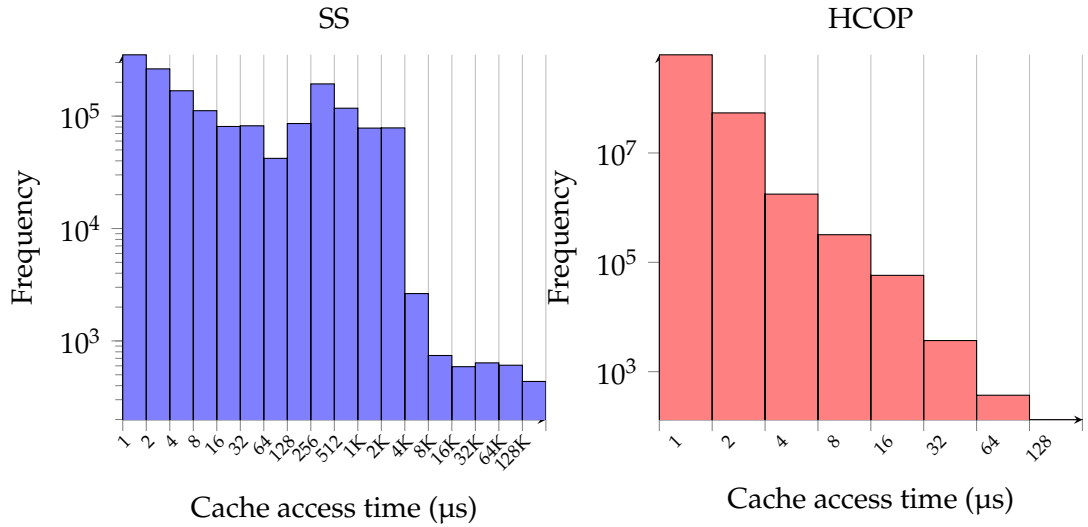 SS
Frequency
10^5
10^4
10^3
1 2 4 8 16 32 64 128 256 512 1K 2K 4K 8K 16K 32K 64K 128K
Cache access time (µs)
HCOP
Frequency
10^7
10^5
10^3
1 2 4 8 16 32 64 128
Cache access time (µs)